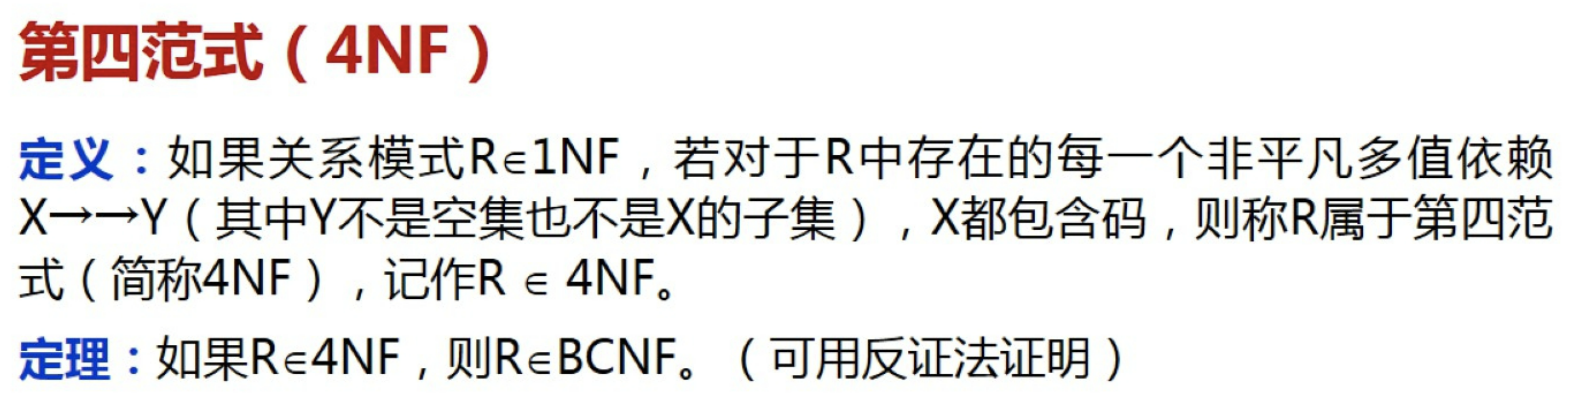 第四范式（4NF）
定义：如果关系模式R∈1NF，若对于R中存在的每一个非平凡多值依赖
X→→Y（其中Y不是空集也不是X的子集），X都包含码，则称R属于第四范
式（简称4NF），记作R ∈ 4NF。
定理：如果R∈4NF，则R∈BCNF。（可用反证法证明）